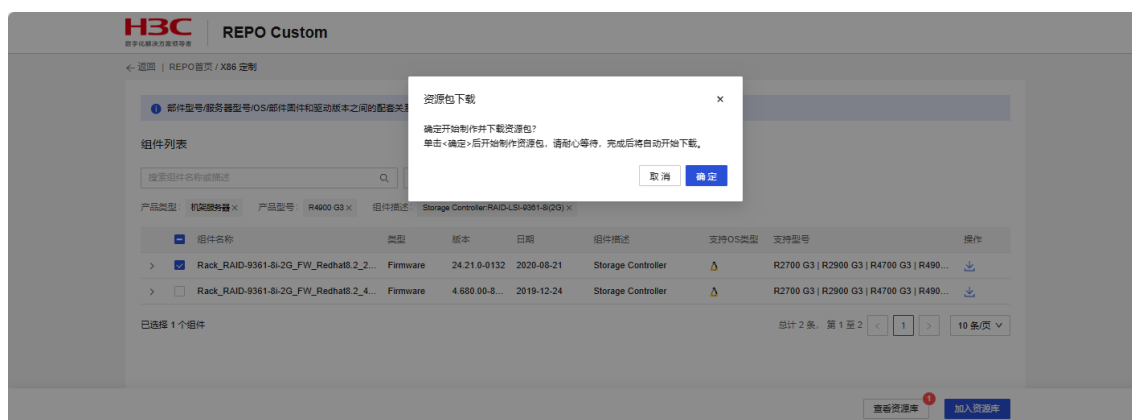 H3C
数字化解决方案领导者
REPO Custom
← 返回 | REPO首页 / X86 定制
部件型号/服务器型号/OS/部件固件和驱动版本之间的配套关系
资源包下载
确定开始制作并下载资源包?
单击<确定>后开始制作资源包,请耐心等待,完成后将自动开始下载。
取消 确定
组件列表
搜索组件名称或描述
产品类型: 机架服务器 × 产品型号: R4900 G3 × 组件描述: Storage Controller:RAID-LSI-9361-8i(2G) ×
组件名称 类型 版本 日期 组件描述 支持OS类型 支持型号 操作
Rack_RAID-9361-8i-2G_FW_Redhat8.2_2... Firmware 24.21.0-0132 2020-08-21 Storage Controller R2700 G3 | R2900 G3 | R4700 G3 | R490...
Rack_RAID-9361-8i-2G_FW_Redhat8.2_4... Firmware 4.680.00-8... 2019-12-24 Storage Controller R2700 G3 | R2900 G3 | R4700 G3 | R490...
已选择 1 个组件
总计 2 条, 第 1 至 2 < 1 > 10 条/页
查看资源库 1 加入资源库